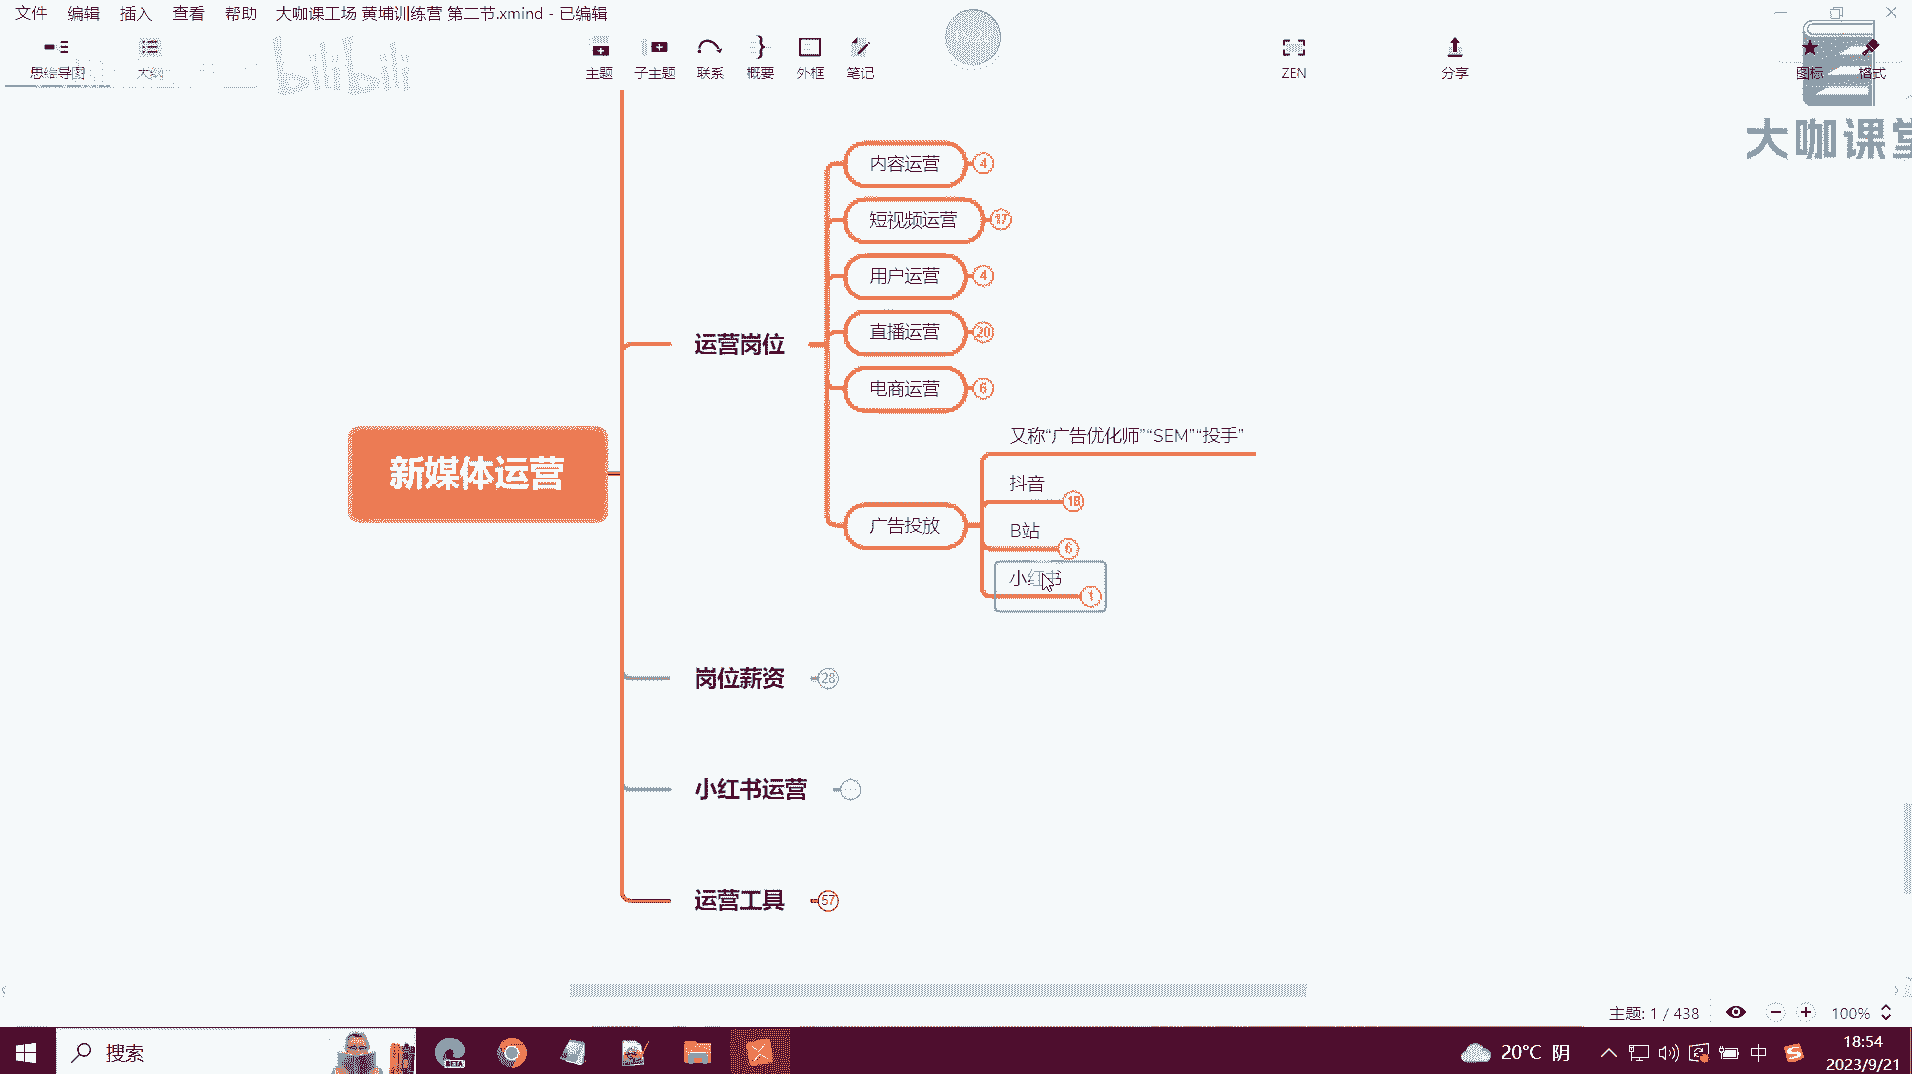 文件 编辑 插入 查看 帮助 大咖课工场 黄埔训练营 第二节.xmind - 已编辑
思维导图 大纲 主题 子主题 联系 概要 外框 笔记 ZEN 分享 图标 格式
bilibili
大咖课堂
内容运营 4
短视频运营 17
用户运营 4
直播运营 20
运营岗位
电商运营 6
又称“广告优化师”“SEM”“投手”
新媒体运营
抖音 18
广告投放
B站 6
小红书 1
岗位薪资 28
小红书运营
运营工具 57
主题: 1 / 438 100%
搜索 BETA 20°C 阴 中 18:54
2023/9/21